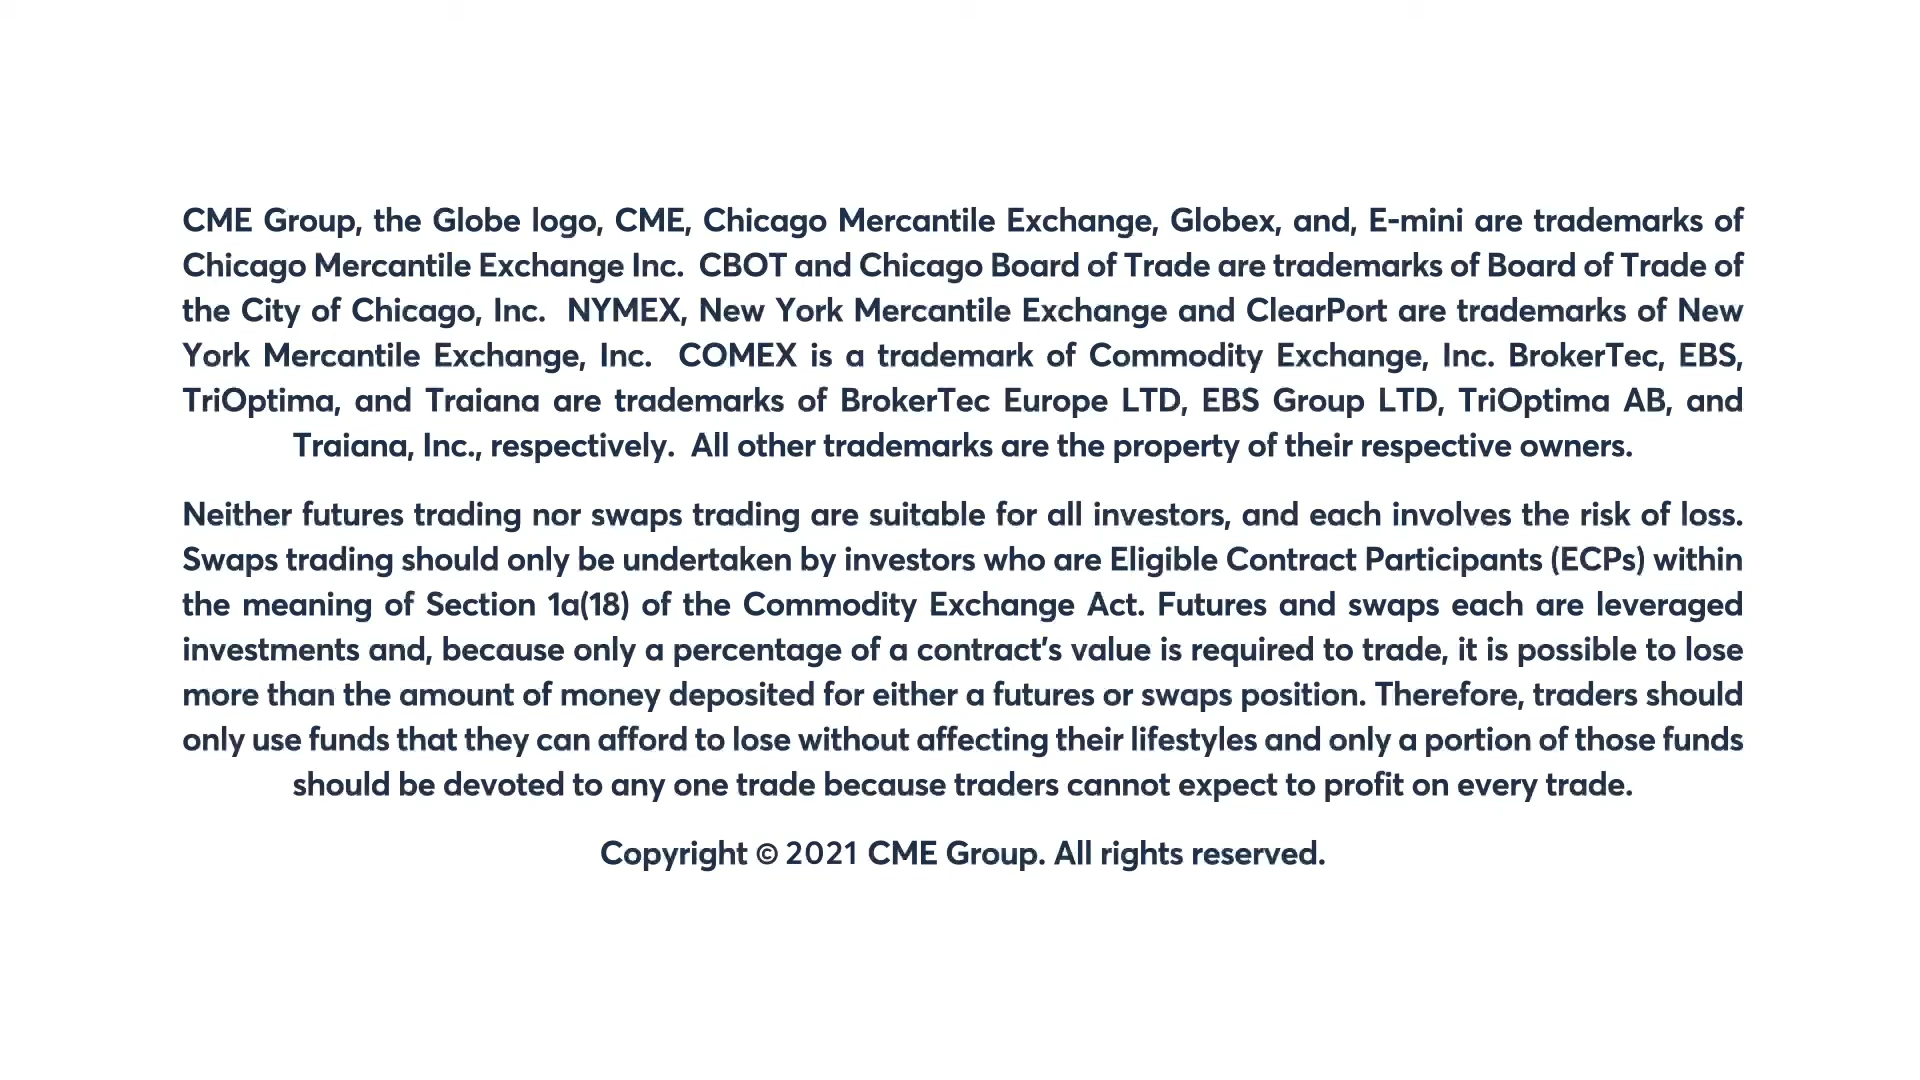 CME Group, the Globe logo, CME, Chicago Mercantile Exchange, Globex, and, E-mini are trademarks of
Chicago Mercantile Exchange Inc.  CBOT and Chicago Board of Trade are trademarks of Board of Trade of
the City of Chicago, Inc.  NYMEX, New York Mercantile Exchange and ClearPort are trademarks of New
York Mercantile Exchange, Inc.  COMEX is a trademark of Commodity Exchange, Inc. BrokerTec, EBS,
TriOptima, and Traiana are trademarks of BrokerTec Europe LTD, EBS Group LTD, TriOptima AB, and
Traiana, Inc., respectively.  All other trademarks are the property of their respective owners.
Neither futures trading nor swaps trading are suitable for all investors, and each involves the risk of loss.
Swaps trading should only be undertaken by investors who are Eligible Contract Participants (ECPs) within
the meaning of Section 1a(18) of the Commodity Exchange Act. Futures and swaps each are leveraged
investments and, because only a percentage of a contract's value is required to trade, it is possible to lose
more than the amount of money deposited for either a futures or swaps position. Therefore, traders should
only use funds that they can afford to lose without affecting their lifestyles and only a portion of those funds
should be devoted to any one trade because traders cannot expect to profit on every trade.
Copyright © 2021 CME Group. All rights reserved.